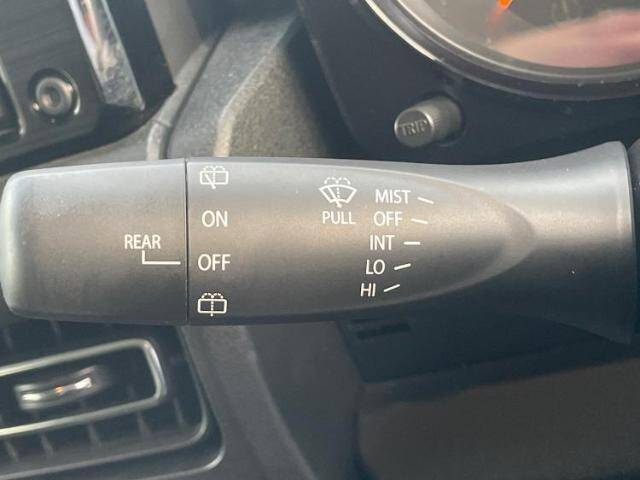 TRIP
REAR
ON
OFF
PULL
MIST
OFF
INT
LO
HI